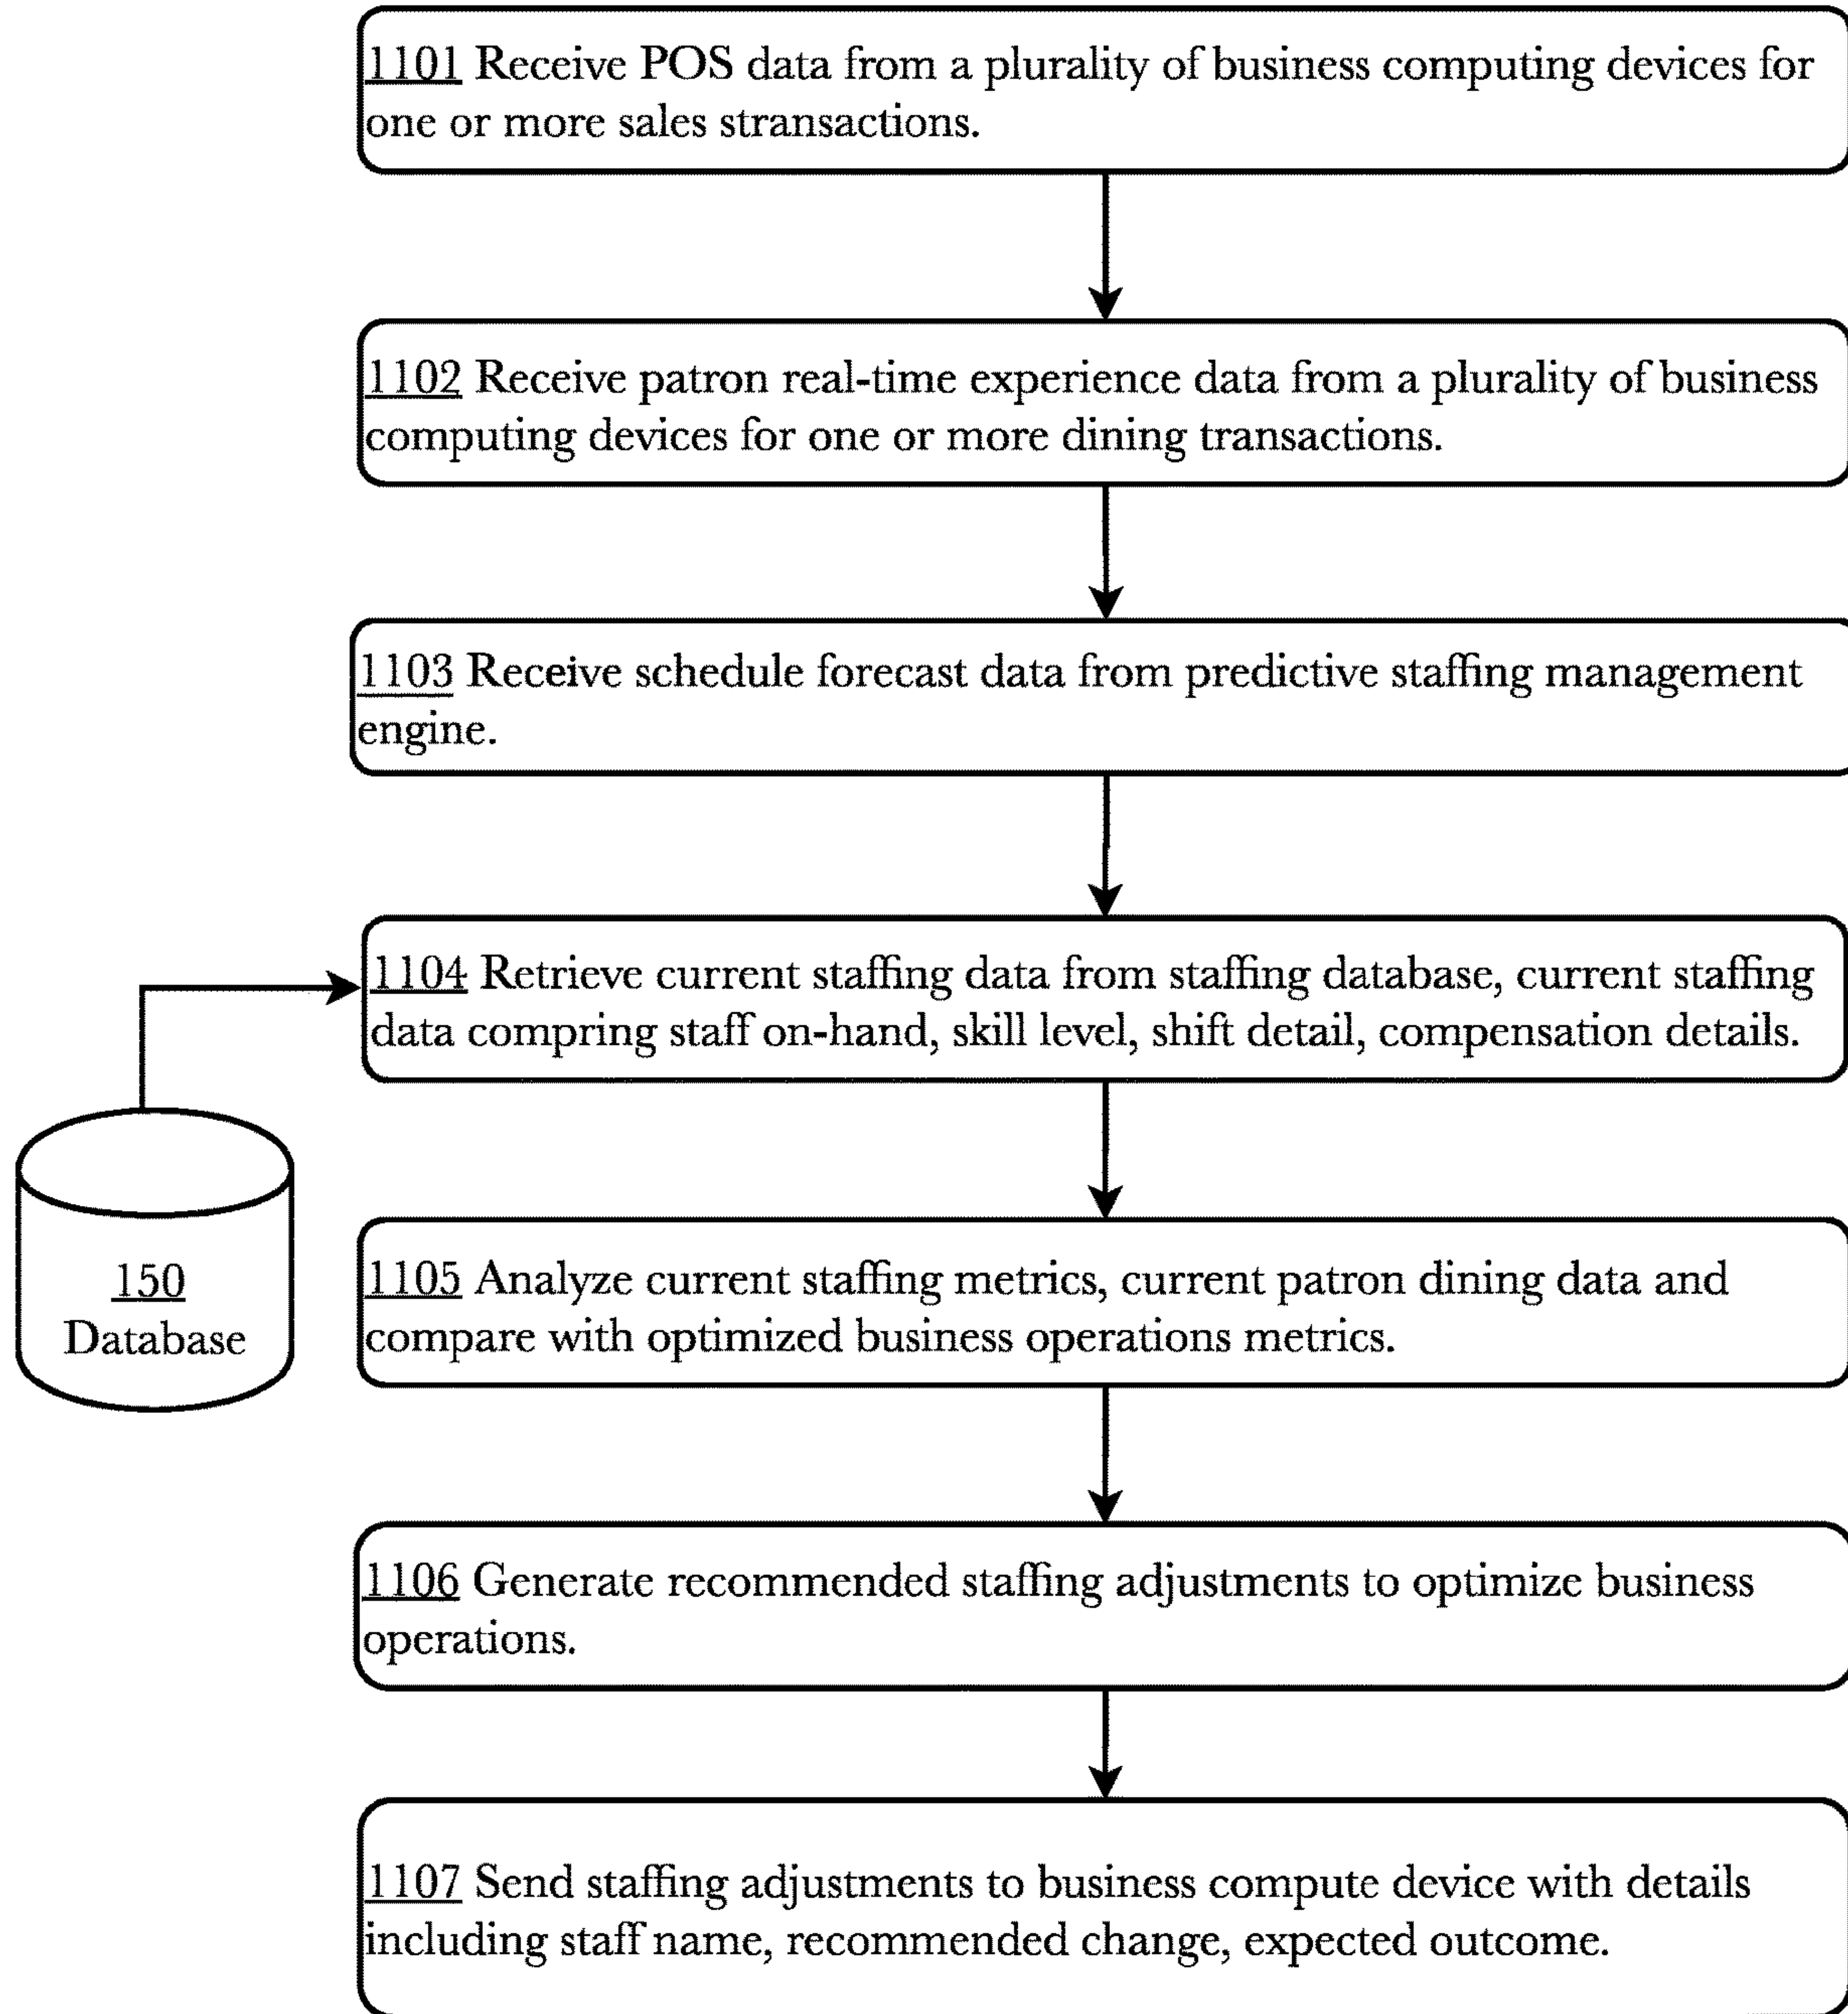 1101 Receive POS data from a plurality of business computing devices for
one or more sales stransactions.
1102 Receive patron real-time experience data from a plurality of business
computing devices for one or more dining transactions.
1103 Receive schedule forecast data from predictive staffing management
engine.
1104 Retrieve current staffing data from staffing database, current staffing
data compring staff on-hand, skill level, shift detail, compensation details.
150
Database
1105 Analyze current staffing metrics, current patron dining data and
compare with optimized business operations metrics.
1106 Generate recommended staffing adjustments to optimize business
operations.
1107 Send staffing adjustments to business compute device with details
including staff name, recommended change, expected outcome.